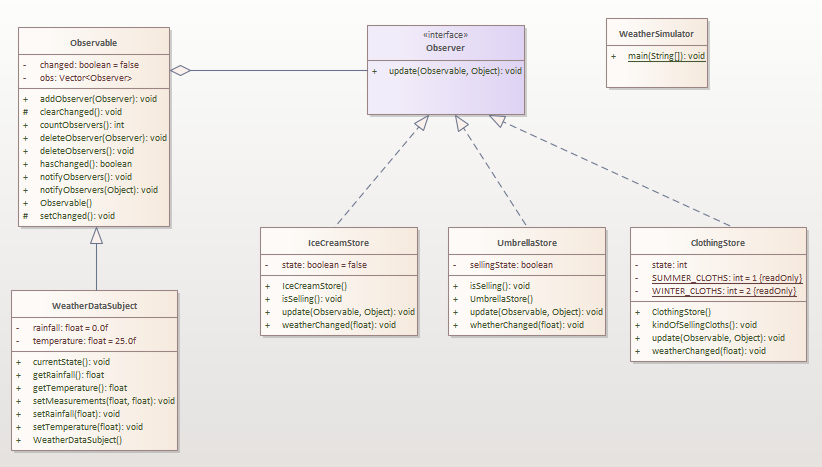 Observable
- changed: boolean = false
- obs: Vector<Observer>
+ addObserver(Observer): void
# clearChanged(): void
+ countObservers(): int
+ deleteObserver(Observer): void
+ deleteObservers(): void
+ hasChanged(): boolean
+ notifyObservers(): void
+ notifyObservers(Object): void
+ Observable()
# setChanged(): void
«interface»
Observer
+ update(Observable, Object): void
WeatherSimulator
+ main(String[]): void
IceCreamStore
- state: boolean = false
+ IceCreamStore()
+ isSelling(): void
+ update(Observable, Object): void
+ weatherChanged(float): void
UmbrellaStore
- sellingState: boolean
+ isSelling(): void
+ UmbrellaStore()
+ update(Observable, Object): void
+ whetherChanged(float): void
ClothingStore
- state: int
- SUMMER_CLOTHS: int = 1 {readOnly}
- WINTER_CLOTHS: int = 2 {readOnly}
+ ClothingStore()
+ kindOfSellingCloths(): void
+ update(Observable, Object): void
+ weatherChanged(float): void
WeatherDataSubject
- rainfall: float = 0.0f
- temperature: float = 25.0f
+ currentState(): void
+ getRainfall(): float
+ getTemperature(): float
+ setMeasurements(float, float): void
+ setRainfall(float): void
+ setTemperature(float): void
+ WeatherDataSubject()